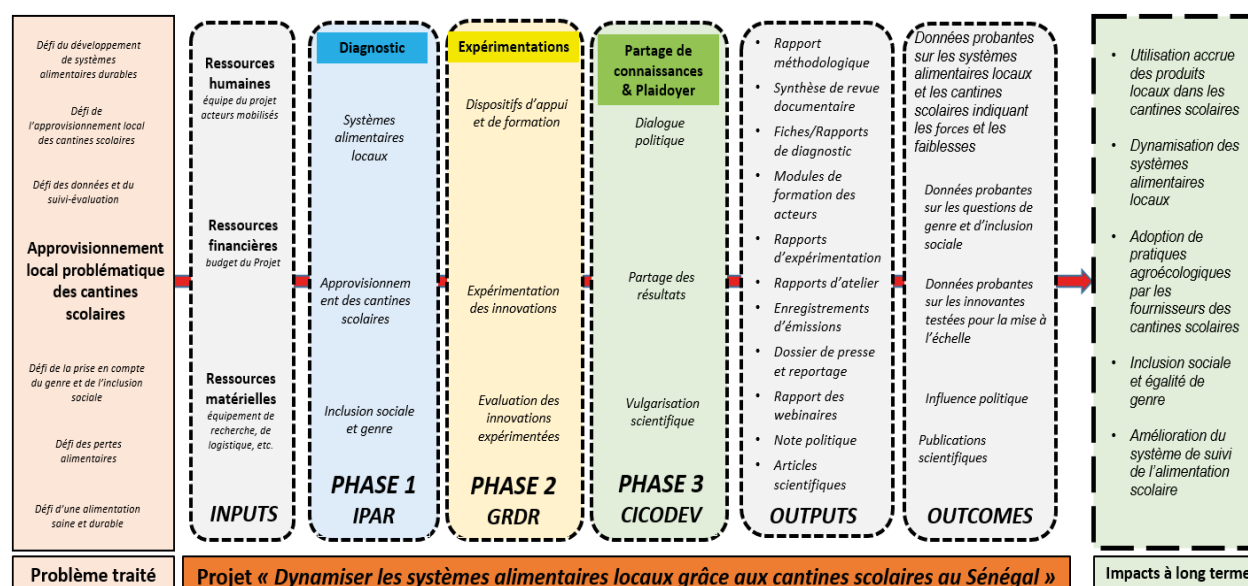 Défi du développement
de systèmes
alimentaires durables
Défi de
l’approvisionnement local
des cantines scolaires
Défi des données et du
suivi-évaluation
Approvisionnement
local problématique
des cantines
scolaires
Défi de la prise en compte
du genre et de l’inclusion
sociale
Défi des pertes
alimentaires
Défi d’une alimentation
saine et durable
Problème traité
Ressources
humaines
équipe du projet
acteurs mobilisés
Ressources
financières
budget du Projet
Ressources
matérielles
équipement de
recherche, de
logistique, etc.
INPUTS
Diagnostic
Systèmes
alimentaires
locaux
Approvisionnem
ent des cantines
scolaires
Inclusion sociale
et genre
PHASE 1
IPAR
Expérimentations
Dispositifs d’appui
et de formation
Expérimentation
des innovations
Evaluation des
innovations
expérimentées
PHASE 2
GRDR
Partage de
connaissances
& Plaidoyer
Dialogue
politique
Partage des
résultats
Vulgarisation
scientifique
PHASE 3
CICODEV
• Rapport
méthodologique
• Synthèse de revue
documentaire
• Fiches/Rapports
de diagnostic
• Modules de
formation des
acteurs
• Rapports
d’expérimentation
• Rapports d’atelier
• Enregistrements
d’émissions
• Dossier de presse
et reportage
• Rapport des
webinaires
• Note politique
• Articles
scientifiques
OUTPUTS
Données probantes
sur les systèmes
alimentaires locaux
et les cantines
scolaires indiquant
les forces et les
faiblesses
Données probantes
sur les questions de
genre et d’inclusion
sociale
Données probantes
sur les innovantes
testées pour la mise à
l’échelle
Influence politique
Publications
scientifiques
OUTCOMES
Projet « Dynamiser les systèmes alimentaires locaux grâce aux cantines scolaires au Sénégal »
• Utilisation accrue
des produits
locaux dans les
cantines scolaires
• Dynamisation des
systèmes
alimentaires
locaux
• Adoption de
pratiques
agroécologiques
par les
fournisseurs des
cantines scolaires
• Inclusion sociale
et égalité de
genre
• Amélioration du
système de suivi
de l’alimentation
scolaire
Impacts à long terme